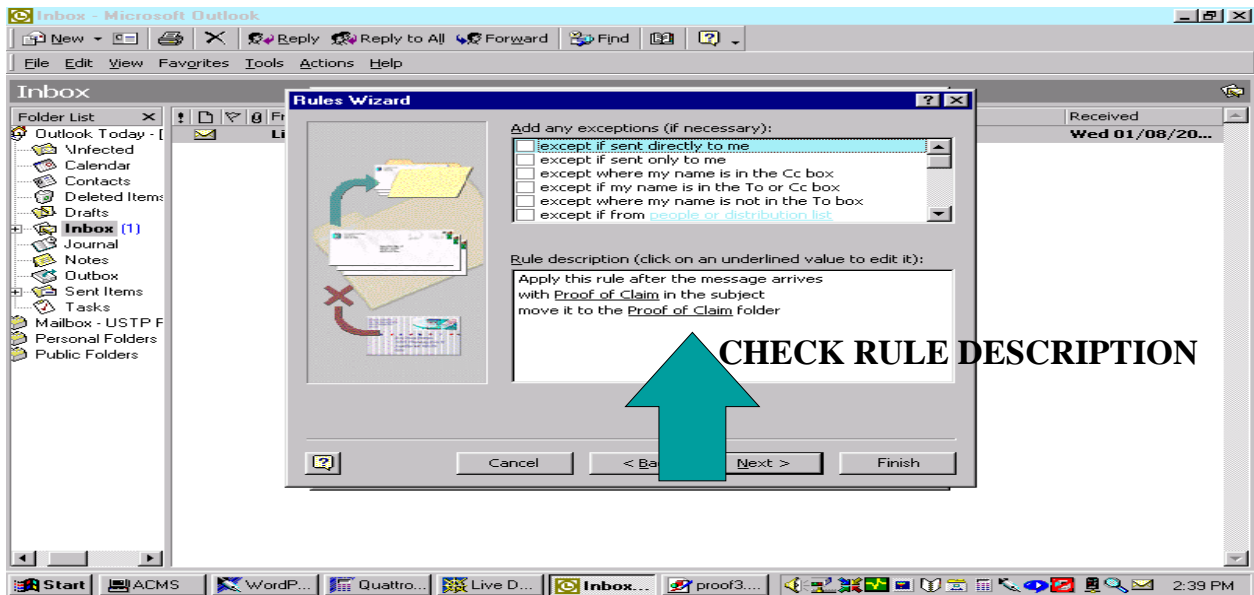 Inbox - Microsoft Outlook
New Reply Reply to All Forward Find
File Edit View Favorites Tools Actions Help
Inbox
Folder List
Outlook Today - [
\Infected
Calendar
Contacts
Deleted Items
Drafts
Inbox (1)
Journal
Notes
Outbox
Sent Items
Tasks
Mailbox - USTP F
Personal Folders
Public Folders
! Fr Received
Li Wed 01/08/20...
Rules Wizard
Add any exceptions (if necessary):
except if sent directly to me
except if sent only to me
except where my name is in the Cc box
except if my name is in the To or Cc box
except where my name is not in the To box
except if from people or distribution list
Rule description (click on an underlined value to edit it):
Apply this rule after the message arrives
with Proof of Claim in the subject
move it to the Proof of Claim folder
CHECK RULE DESCRIPTION
Cancel < Ba Next > Finish
Start ACMS WordP... Quattro... Live D... Inbox... proof3.... 2:39 PM